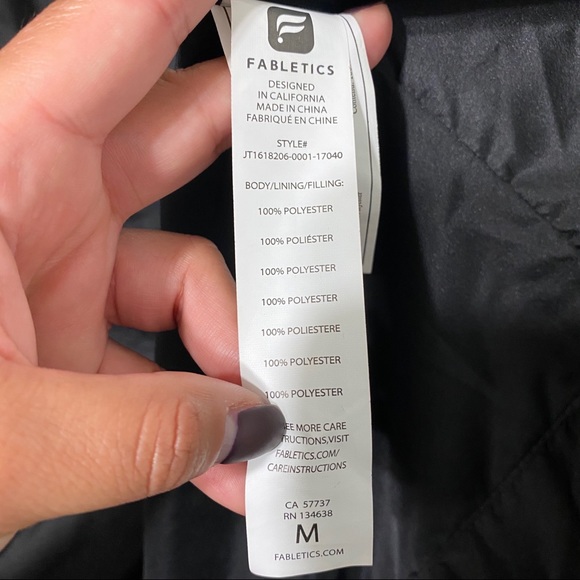 FABLETICS
DESIGNED
IN CALIFORNIA
MADE IN CHINA
FABRIQUÉ EN CHINE
STYLE#
JT1618206-0001-17040
BODY/LINING/FILLING:
100% POLYESTER
100% POLIÉSTER
100% POLYESTER
100% POLYESTER
100% POLIESTERE
100% POLYESTER
100% POLYESTER
MORE CARE
VISIT
FABLETICS.COM/
CAREINSTRUCTIONS
CA 57737
RN 134638
M
FABLETICS.COM